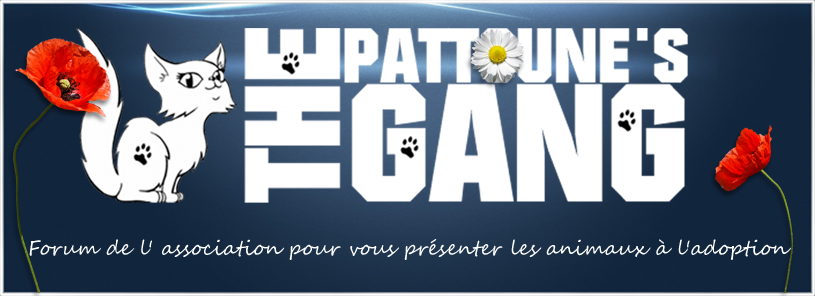 THE
PATTOUNE'S
GANG
Forum de l' association pour vous présenter les animaux à l'adoption